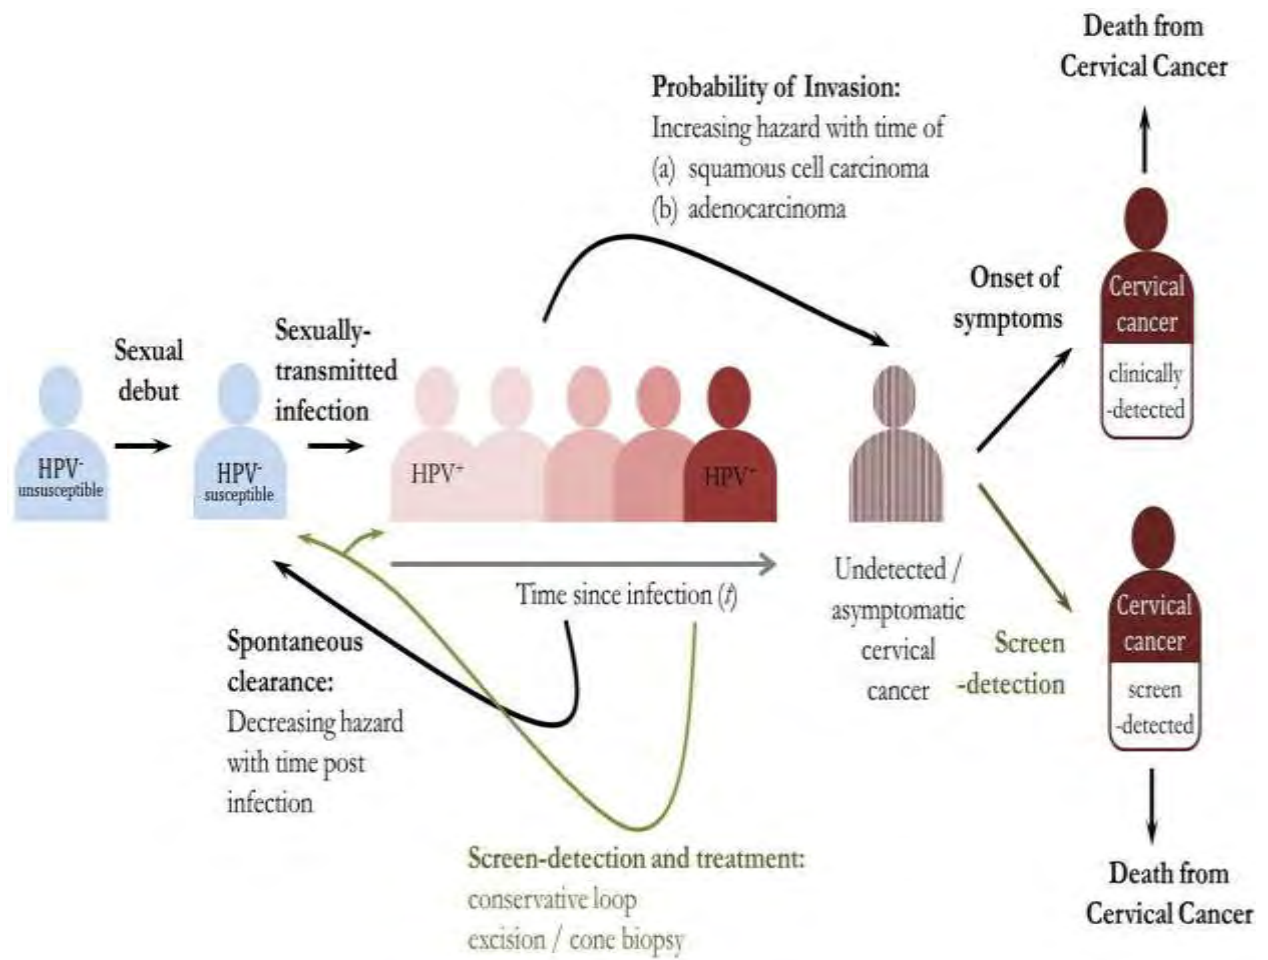 Death from
Cervical Cancer
Probability of Invasion:
Increasing hazard with time of
(a) squamous cell carcinoma
(b) adenocarcinoma
Onset of
symptoms
Cervical
cancer
clinically
-detected
Sexual
debut
Sexually-
transmitted
infection
HPV-
unsusceptible
HPV-
susceptible
HPV+
HPV+
Time since infection (t)
Undetected /
asymptomatic
cervical
cancer
Screen
-detection
Cervical
cancer
screen
-detected
Spontaneous
clearance:
Decreasing hazard
with time post
infection
Screen-detection and treatment:
conservative loop
excision / cone biopsy
Death from
Cervical Cancer